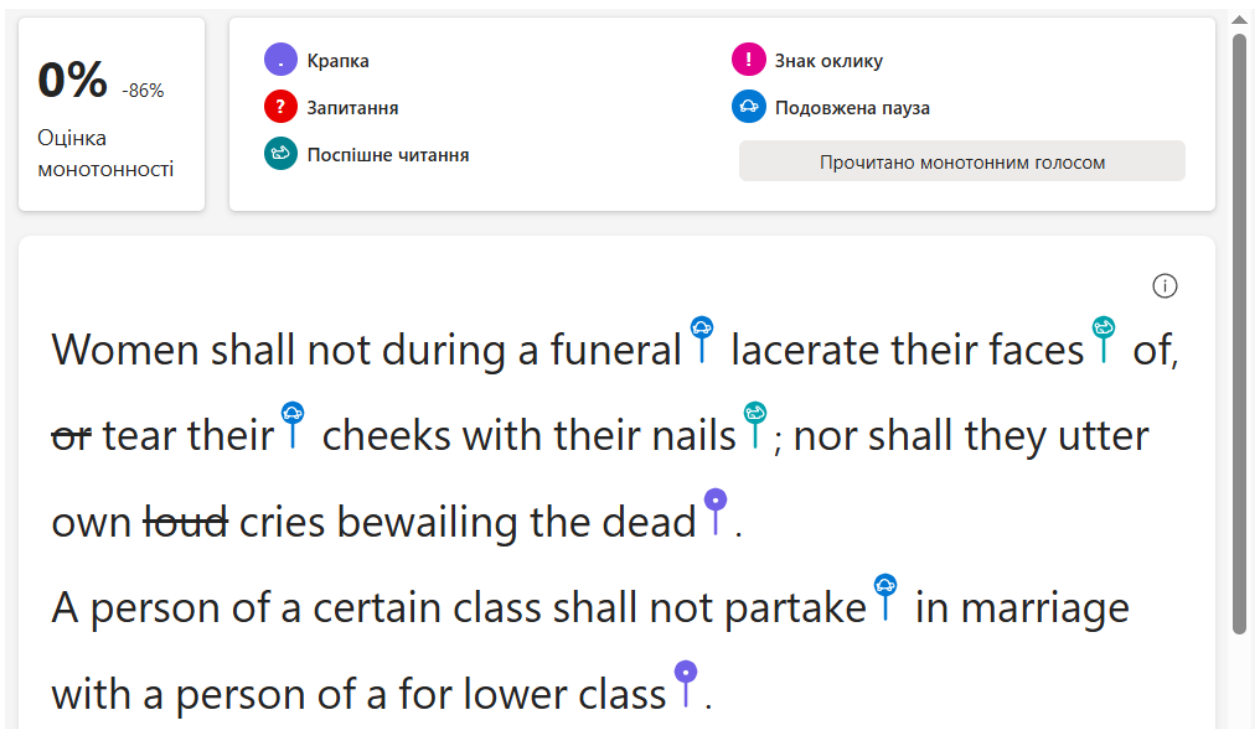 0% -86%
Оцінка
монотонності
. Крапка
? Запитання
Поспішне читання
! Знак оклику
Подовжена пауза
Прочитано монотонним голосом
Women shall not during a funeral lacerate their faces of,
or tear their cheeks with their nails; nor shall they utter
own loud cries bewailing the dead.
A person of a certain class shall not partake in marriage
with a person of a for lower class.